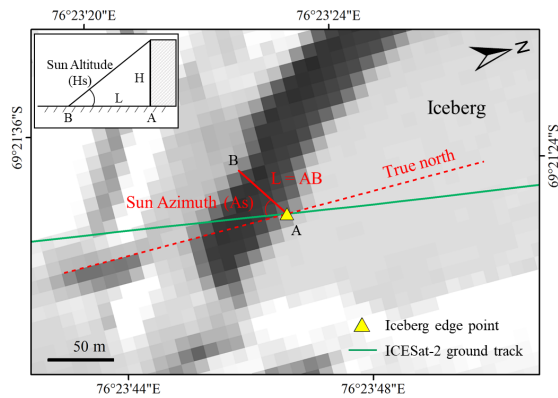 76°23'20" 76°23'24"
Sun Altitude
(Hs)
H
L
B A
N
Iceberg
69°21'36"S
69°21'24"S
B
L = AB
True north
Sun Azimuth (As)
A
Iceberg edge point
50 m
ICESat-2 ground track
76°23'44" 76°23'48"